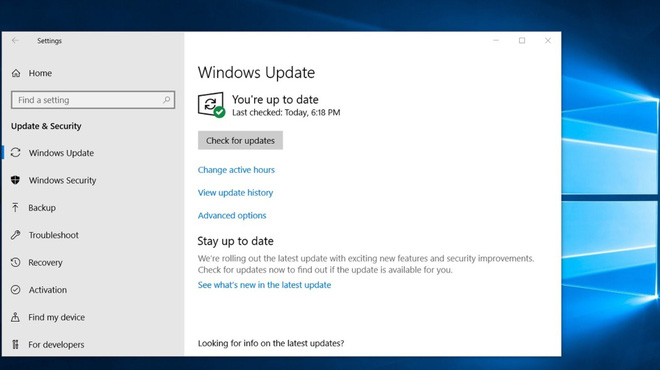 Settings
Home
Find a setting
Update & Security
Windows Update
Windows Security
Backup
Troubleshoot
Recovery
Activation
Find my device
For developers
Windows Update
You're up to date
Last checked: Today, 6:18 PM
Check for updates
Change active hours
View update history
Advanced options
Stay up to date
We're rolling out the latest update with exciting new features and security improvements.
Check for updates now to find out if the update is available for you.
See what's new in the latest update
Looking for info on the latest updates?